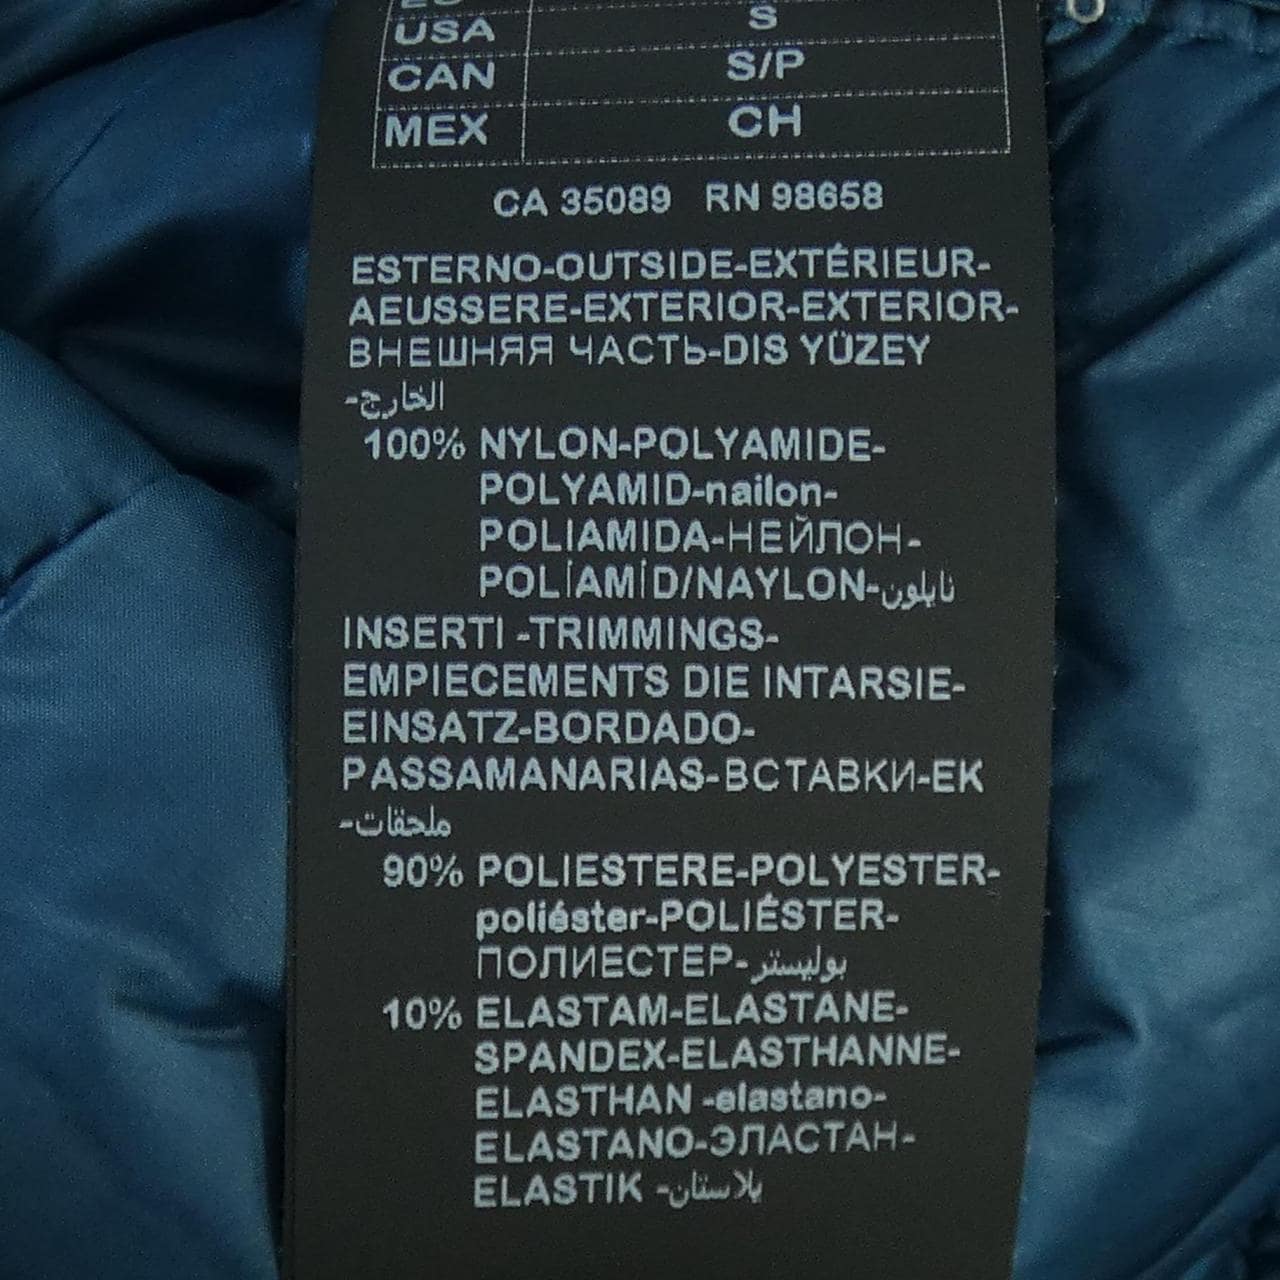 USA S
CAN S/P
MEX CH
CA 35089 RN 98658
ESTERNO-OUTSIDE-EXTÉRIEUR-
AEUSSERE-EXTERIOR-EXTERIOR-
ВНЕШНЯЯ ЧАСТЬ-DIS YÜZEY
-الخارج
100% NYLON-POLYAMIDE-
POLYAMID-nailon-
POLIAMIDA-НЕЙЛОН-
POLİAMİD/NAYLON-نايلون
INSERTI -TRIMMINGS-
EMPIECEMENTS DIE INTARSIE-
EINSATZ-BORDADO-
PASSAMANARIAS-ВСТАВКИ-EK
-ملحقات
90% POLIESTERE-POLYESTER-
poliéster-POLIÉSTER-
ПОЛИЕСТЕР-بوليستر
10% ELASTAM-ELASTANE-
SPANDEX-ELASTHANNE-
ELASTHAN -elastano-
ELASTANO-ЭЛАСТАН-
ELASTIK -يلاستان